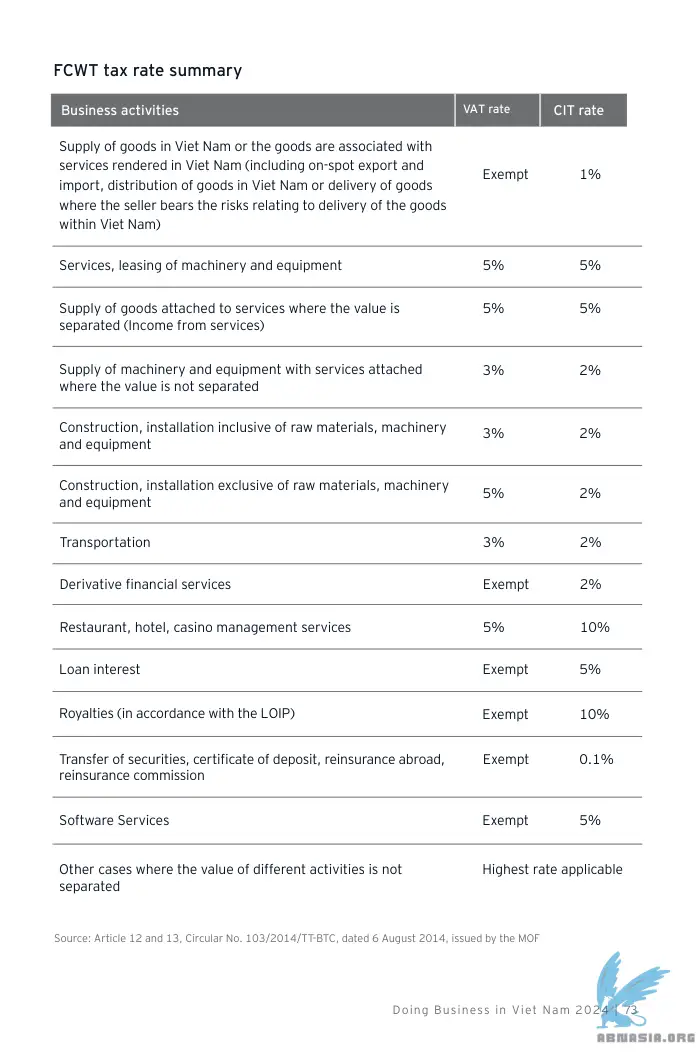 FCWT tax rate summary
Business activities VAT rate CIT rate
Supply of goods in Viet Nam or the goods are associated with
services rendered in Viet Nam (including on-spot export and
import, distribution of goods in Viet Nam or delivery of goods
where the seller bears the risks relating to delivery of the goods
within Viet Nam)
Exempt 1%
Services, leasing of machinery and equipment 5% 5%
Supply of goods attached to services where the value is
separated (Income from services)
5% 5%
Supply of machinery and equipment with services attached
where the value is not separated
3% 2%
Construction, installation inclusive of raw materials, machinery
and equipment
3% 2%
Construction, installation exclusive of raw materials, machinery
and equipment
5% 2%
Transportation 3% 2%
Derivative financial services Exempt 2%
Restaurant, hotel, casino management services 5% 10%
Loan interest Exempt 5%
Royalties (in accordance with the LOIP) Exempt 10%
Transfer of securities, certificate of deposit, reinsurance abroad,
reinsurance commission
Exempt 0.1%
Software Services Exempt 5%
Other cases where the value of different activities is not
separated
Highest rate applicable
Source: Article 12 and 13, Circular No. 103/2014/TT-BTC, dated 6 August 2014, issued by the MOF
Doing Business in Viet Nam 2024 | 73
ABMASIA.ORG